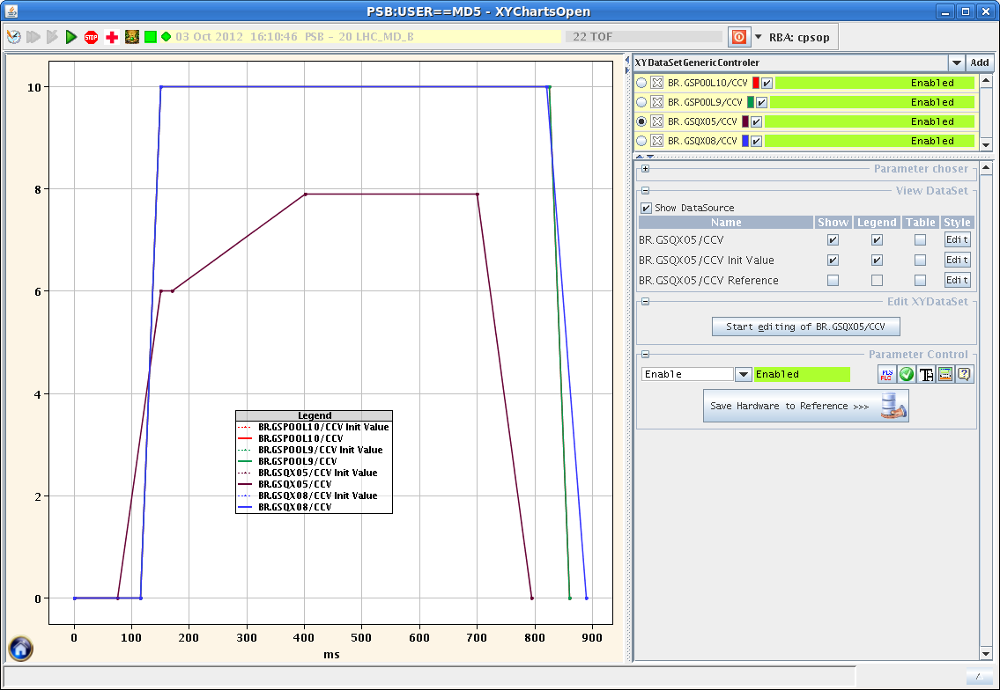 PSB:USER==MD5 - XYChartsOpen
STOP
03 Oct 2012 16:10:46 PSB - 20 LHC_MD_B
22 TOF
RBA: cpsop
XYDataSetGenericControler
Add
BR.GSPOOL10/CCV Enabled
BR.GSPOOL9/CCV Enabled
BR.GSQX05/CCV Enabled
BR.GSQX08/CCV Enabled
Parameter choser
View DataSet
Show DataSource
Name Show Legend Table Style
BR.GSQX05/CCV Edit
BR.GSQX05/CCV Init Value Edit
BR.GSQX05/CCV Reference Edit
Edit XYDataSet
Start editing of BR.GSQX05/CCV
Parameter Control
Enable Enabled
Save Hardware to Reference >>>
10
8
6
4
2
0
Legend
BR.GSPOOL10/CCV Init Value
BR.GSPOOL10/CCV
BR.GSPOOL9/CCV Init Value
BR.GSPOOL9/CCV
BR.GSQX05/CCV Init Value
BR.GSQX05/CCV
BR.GSQX08/CCV Init Value
BR.GSQX08/CCV
0 100 200 300 400 500 600 700 800 900
ms